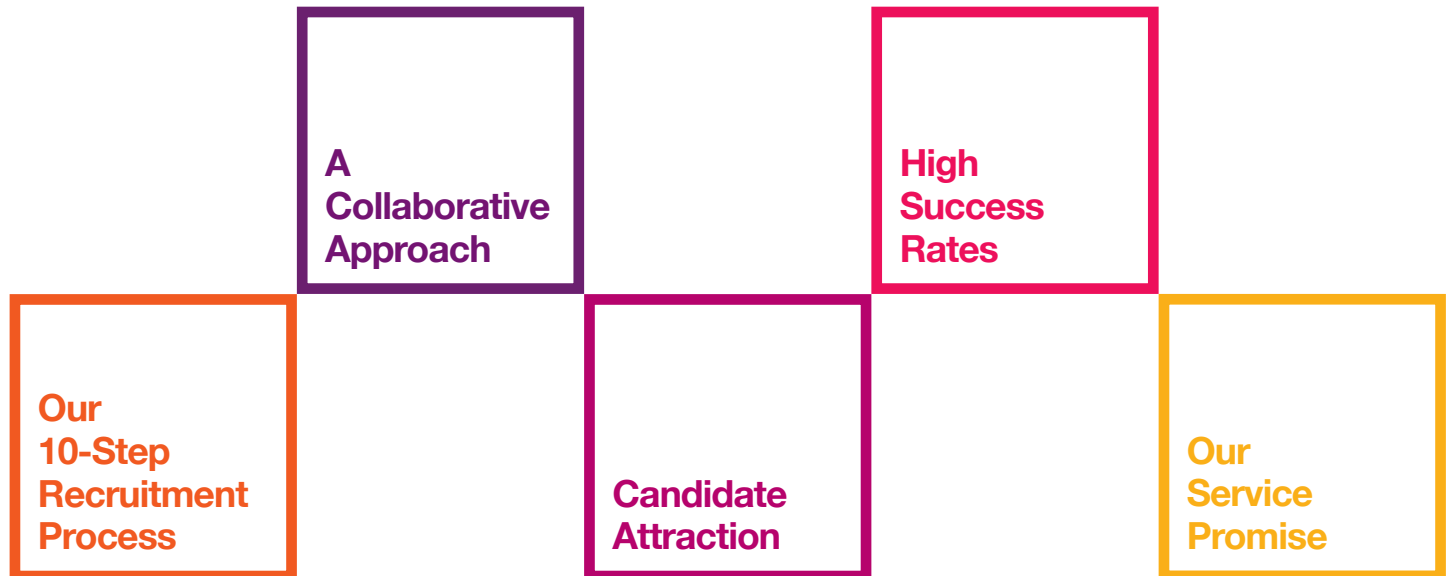 Our
10-Step
Recruitment
Process
A
Collaborative
Approach
Candidate
Attraction
High
Success
Rates
Our
Service
Promise